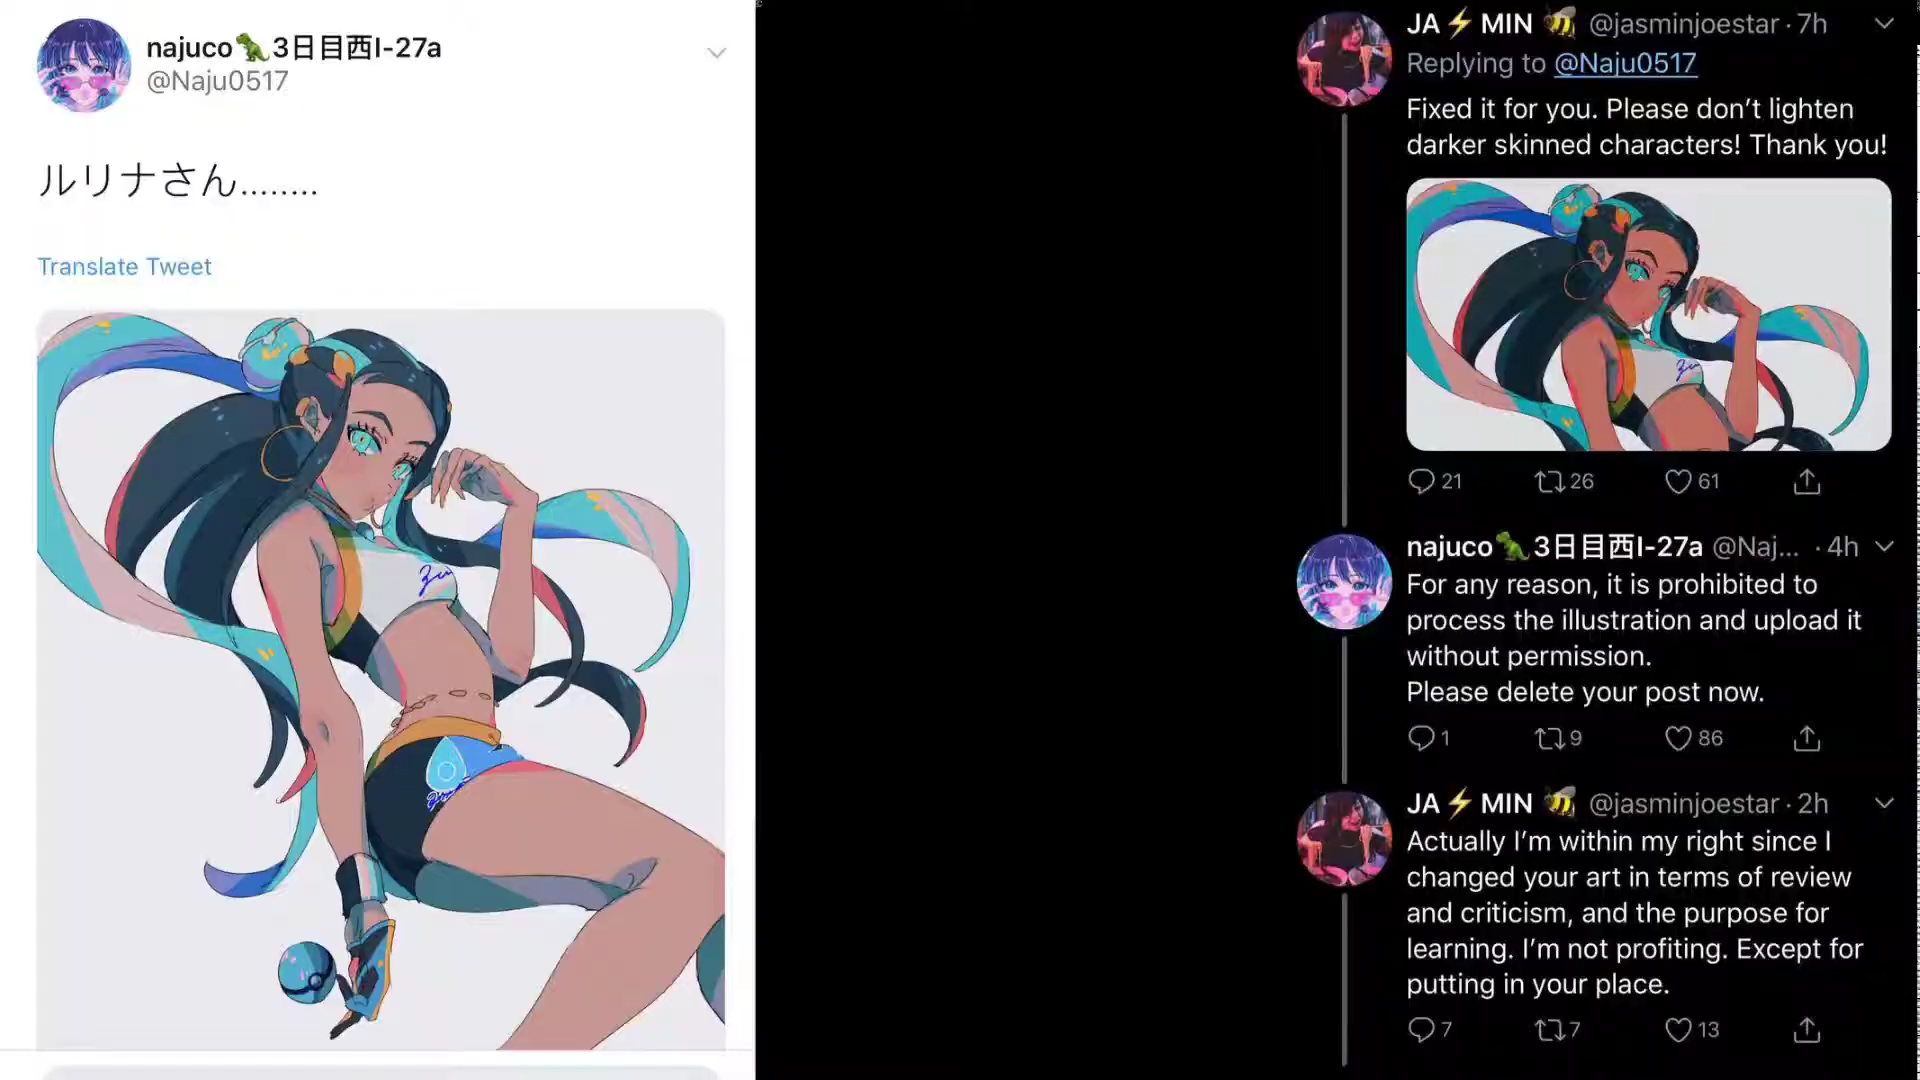 najuco🦖3日目西I-27a
@Naju0517
ルリナさん........
Translate Tweet
JA⚡MIN 🐝 @jasminjoestar · 7h
Replying to @Naju0517
Fixed it for you. Please don’t lighten
darker skinned characters! Thank you!
21 26 61
najuco🦖3日目西I-27a @Naj... · 4h
For any reason, it is prohibited to
process the illustration and upload it
without permission.
Please delete your post now.
1 9 86
JA⚡MIN 🐝 @jasminjoestar · 2h
Actually I’m within my right since I
changed your art in terms of review
and criticism, and the purpose for
learning. I’m not profiting. Except for
putting in your place.
7 7 13